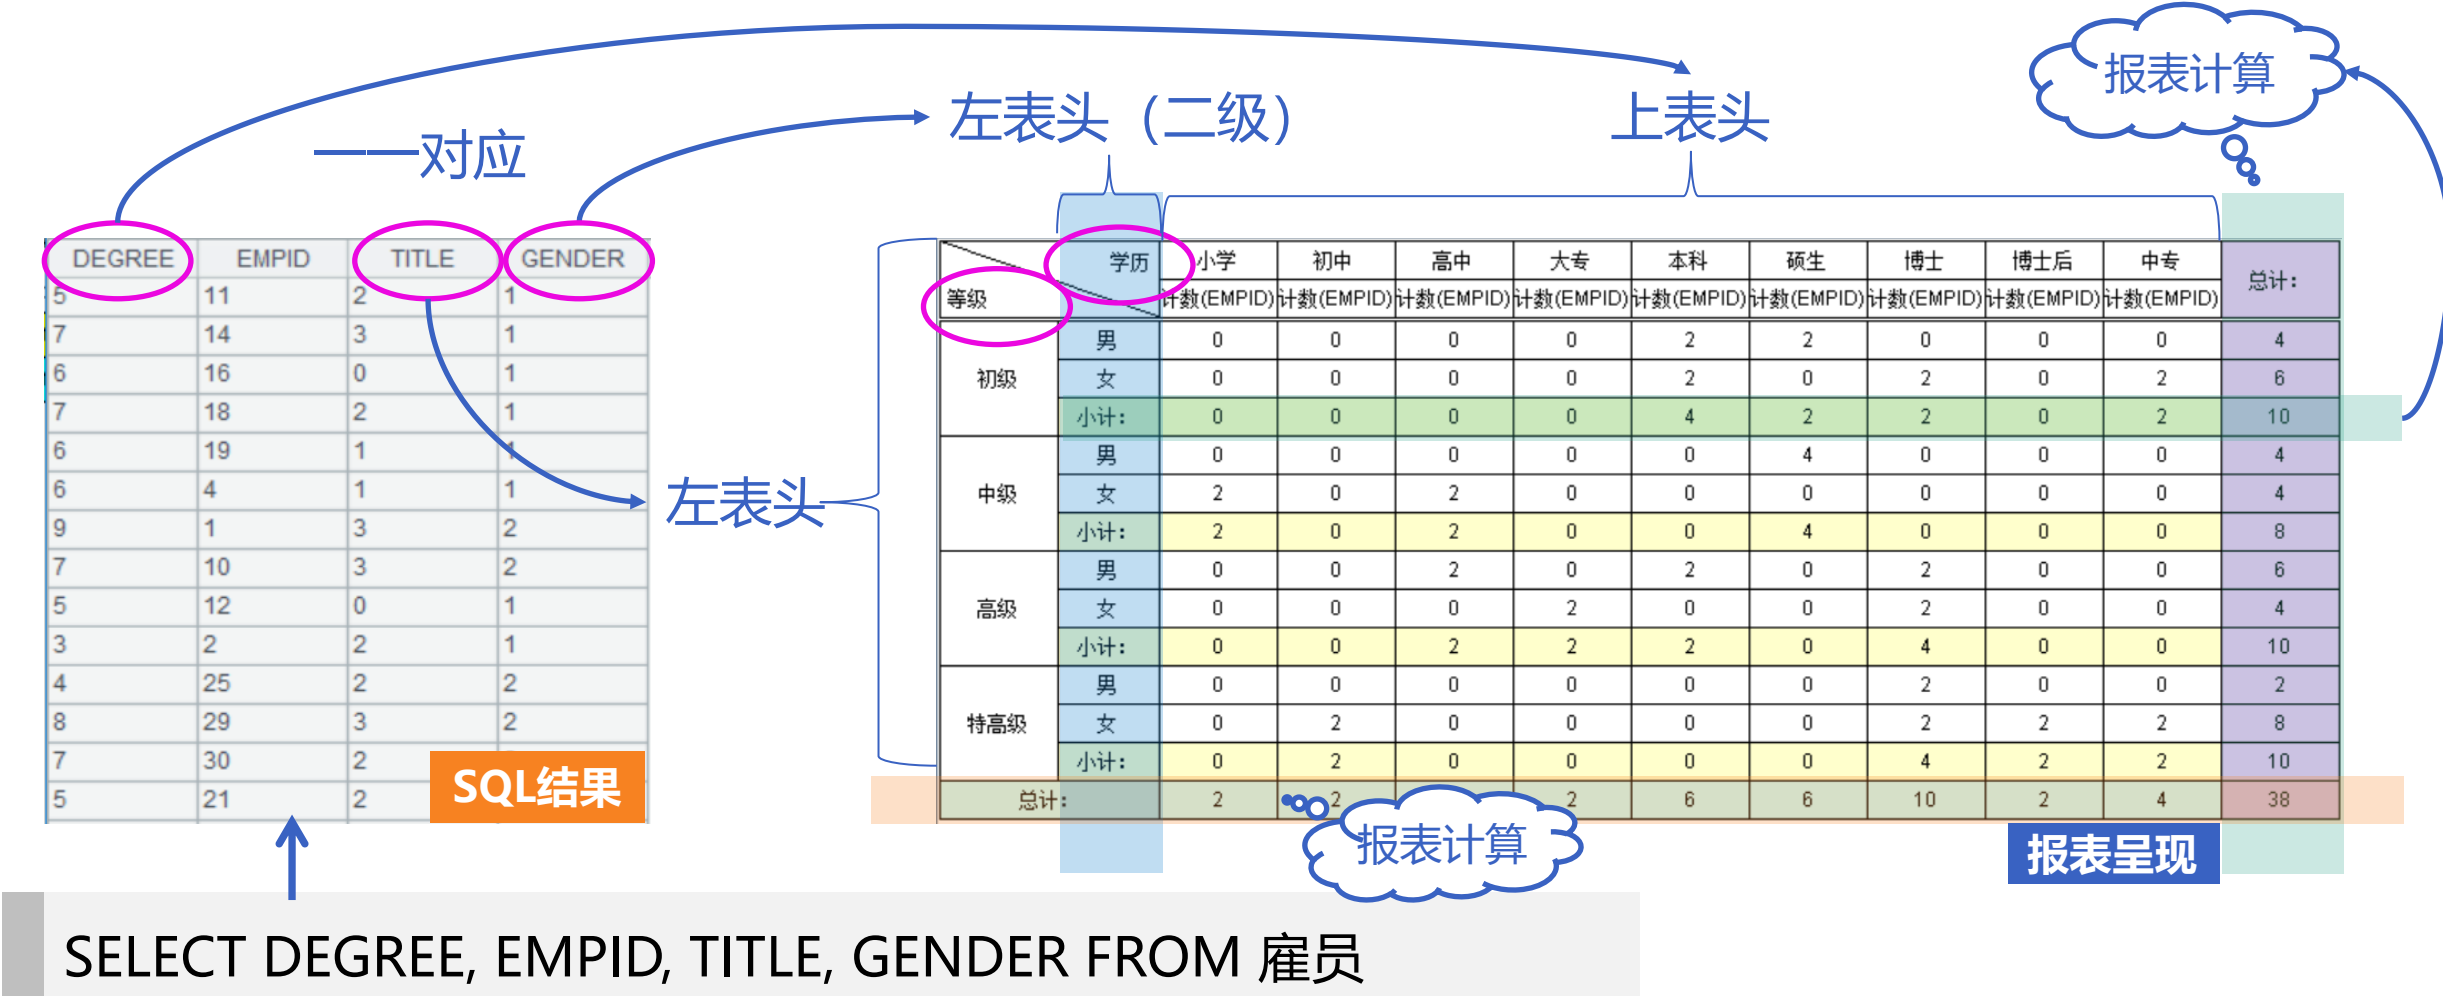 报表计算
左表头（二级）
上表头
一一对应
DEGREE EMPID TITLE GENDER
5 11 2 1
7 14 3 1
6 16 0 1
7 18 2 1
6 19 1 1
6 4 1 1
9 1 3 2
7 10 3 2
5 12 0 1
3 2 2 1
4 25 2 2
8 29 3 2
7 30 2
5 21 2
SQL结果
左表头
学历 小学 初中 高中 大专 本科 硕生 博士 博士后 中专 总计：
等级 计数(EMPID) 计数(EMPID) 计数(EMPID) 计数(EMPID) 计数(EMPID) 计数(EMPID) 计数(EMPID) 计数(EMPID) 计数(EMPID)
男 0 0 0 0 2 2 0 0 0 4
初级 女 0 0 0 0 2 0 2 0 2 6
小计： 0 0 0 0 4 2 2 0 2 10
男 0 0 0 0 0 4 0 0 0 4
中级 女 2 0 2 0 0 0 0 0 0 4
小计： 2 0 2 0 0 4 0 0 0 8
男 0 0 2 0 2 0 2 0 0 6
高级 女 0 0 0 2 0 0 2 0 0 4
小计： 0 0 2 2 2 0 4 0 0 10
男 0 0 0 0 0 0 2 0 0 2
特高级 女 0 2 0 0 0 0 2 2 2 8
小计： 0 2 0 0 0 0 4 2 2 10
总计： 2 2 2 6 6 10 2 4 38
报表计算
报表呈现
SELECT DEGREE, EMPID, TITLE, GENDER FROM 雇员